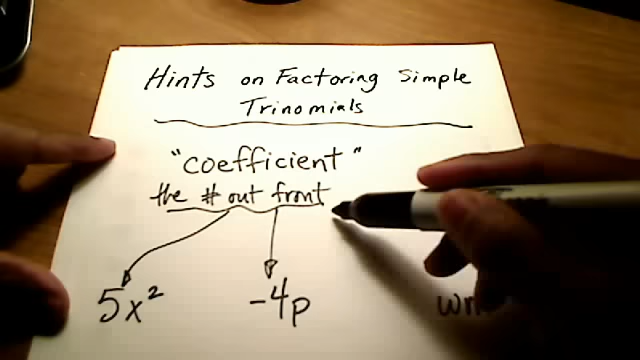 Hints on Factoring Simple
Trinomials
"coefficient"
the # out front
5x² -4p